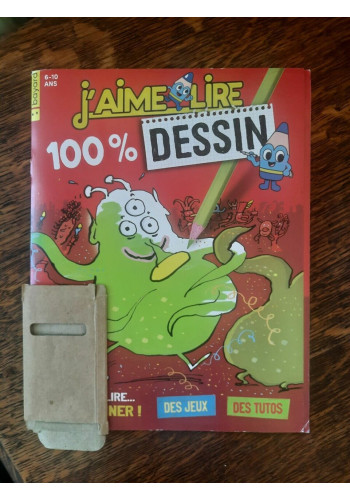 bayard
6-10
ANS
j'AIME LIRE
100%
DESSIN
LIRE...
NER !
DES JEUX
DES TUTOS